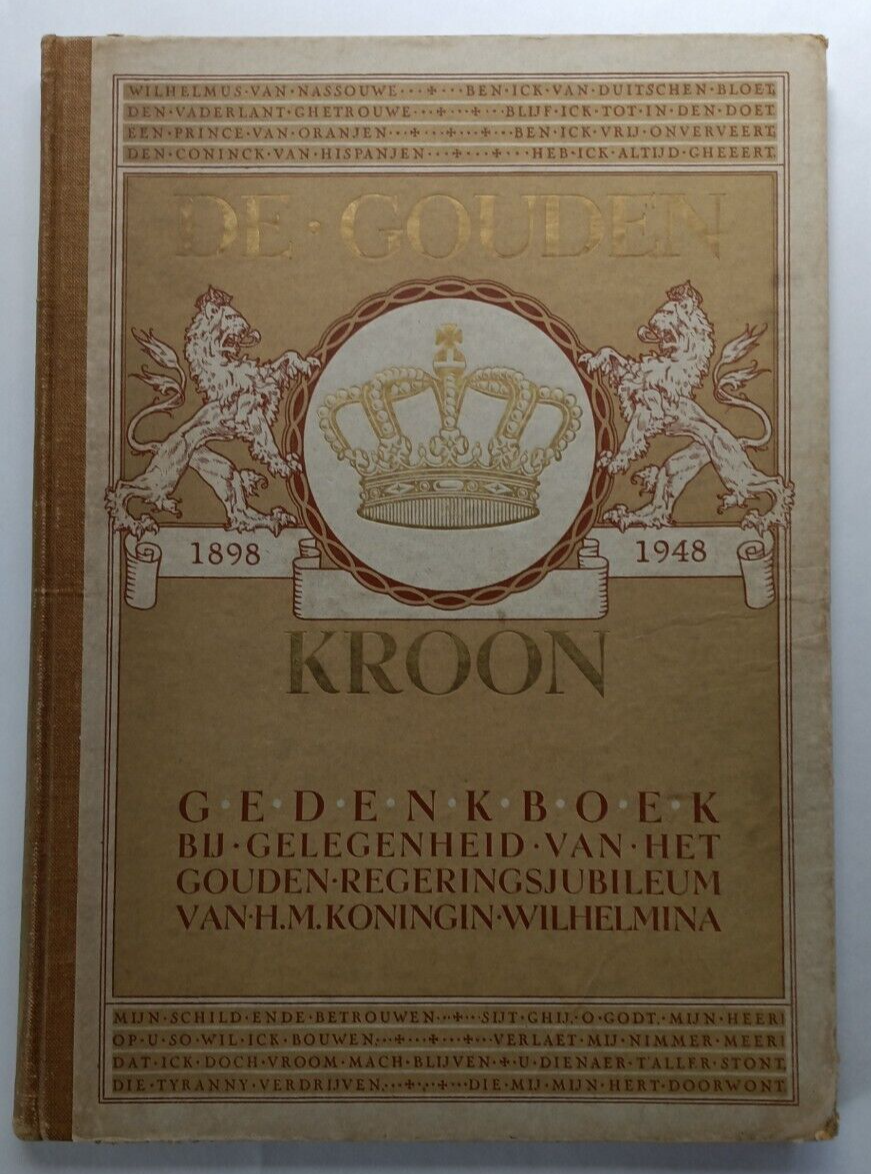 WILHELMUS·VAN·NASSOUWE···+···BEN·ICK·VAN·DUITSCHEN·BLOET,
DEN·VADERLANT·GHETROUWE···+···+···BLIJF·ICK·TOT·IN·DEN·DOET.
EEN·PRINCE·VAN·ORANJEN···+···+···+···BEN·ICK·VRIJ·ONVERVEERT,
DEN·CONINCK·VAN·HISPANJEN···+···+···HEB·ICK·ALTIJD·GHEEERT.
DE·GOUDEN
1898 1948
KROON
G·E·D·E·N·K·B·O·E·K
BIJ·GELEGENHEID·VAN·HET
GOUDEN·REGERINGSJUBILEUM
VAN·H.M.KONINGIN·WILHELMINA
MIJN·SCHILD·ENDE·BETROUWEN···+···SIJT·GHIJ,·O·GODT,·MIJN·HEER!
OP·U·SO·WIL·ICK·BOUWEN,···+···+···VERLAET·MIJ·NIMMER·MEER!
DAT·ICK·DOCH·VROOM·MACH·BLIJVEN·+·U·DIENAER·T'ALLER·STONT,
DIE·TYRANNY·VERDRIJVEN,···+·+···DIE·MIJ·MIJN·HERT·DOORWONT.